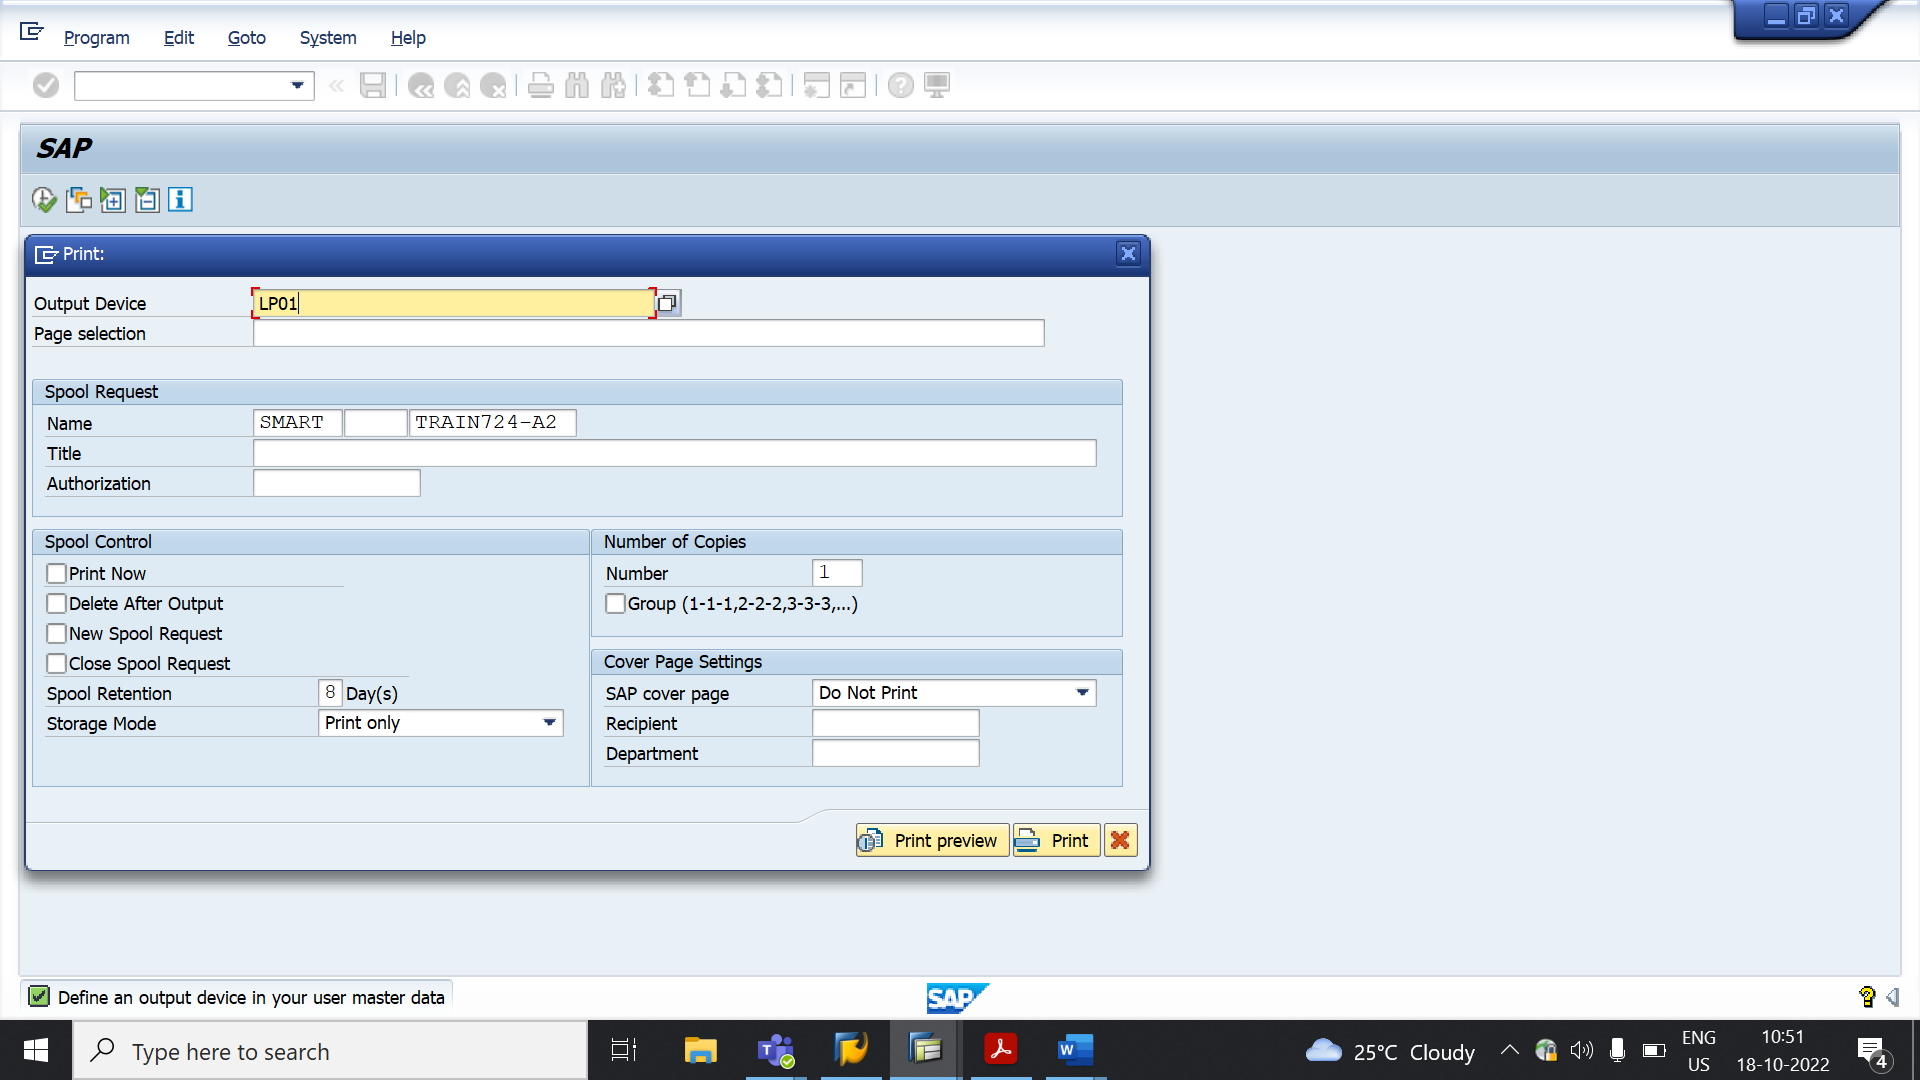 Program Edit Goto System Help
SAP
Print:
Output Device LP01
Page selection
Spool Request
Name SMART TRAIN724-A2
Title
Authorization
Spool Control
Print Now
Delete After Output
New Spool Request
Close Spool Request
Spool Retention 8 Day(s)
Storage Mode Print only
Number of Copies
Number 1
Group (1-1-1,2-2-2,3-3-3,...)
Cover Page Settings
SAP cover page Do Not Print
Recipient
Department
Print preview Print
Define an output device in your user master data
SAP
Type here to search
25°C Cloudy
ENG
US
10:51
18-10-2022
4